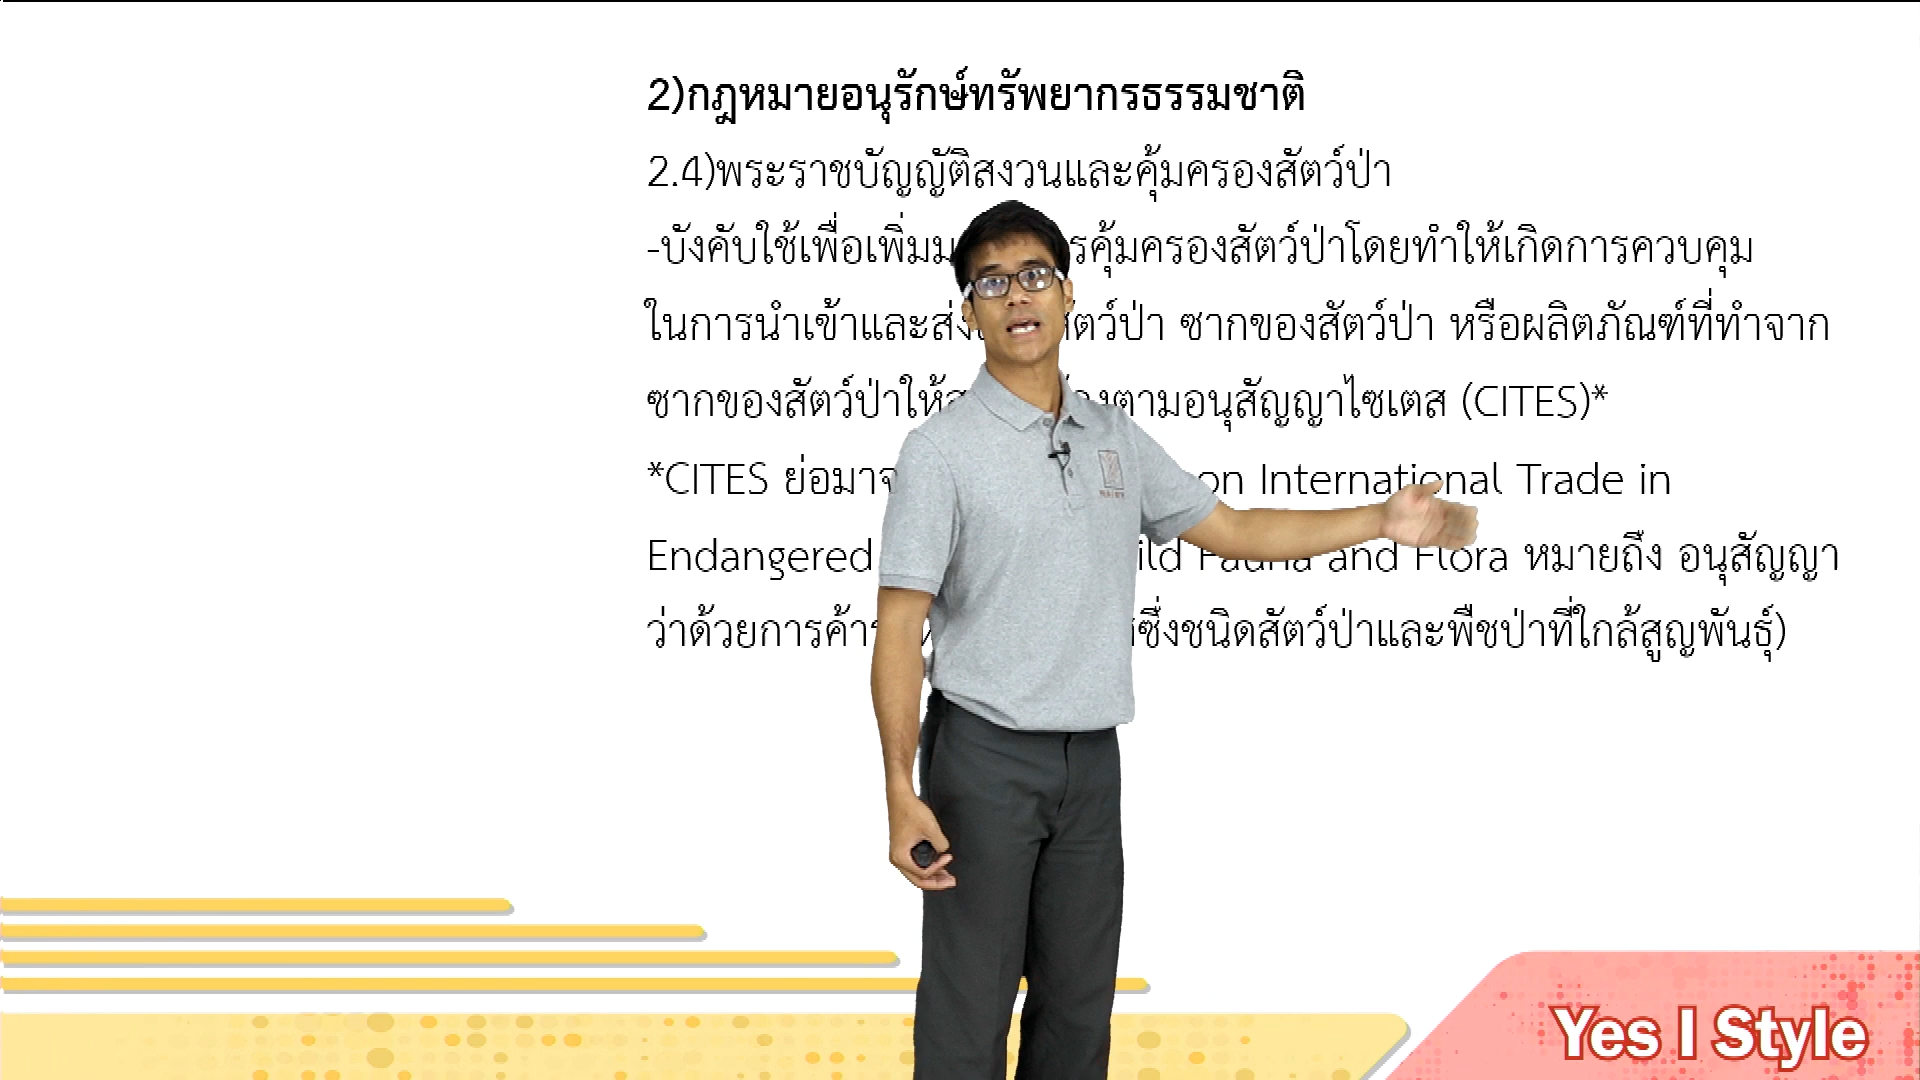 2)กฎหมายอนุรักษ์ทรัพยากรธรรมชาติ
2.4)พระราชบัญญัติสงวนและคุ้มครองสัตว์ป่า
-บังคับใช้เพื่อเพิ่ม คุ้มครองสัตว์ป่าโดยทำให้เกิดการควบคุม
ในการนำเข้าและ สัตว์ป่า ซากของสัตว์ป่า หรือผลิตภัณฑ์ที่ทำจาก
ซากของสัตว์ป่าให้ ตามอนุสัญญาไซเตส (CITES)*
*CITES ย่อมา on International Trade in
Endangered and Flora หมายถึง อนุสัญญา
ว่าด้วยการค้า ซึ่งชนิดสัตว์ป่าและพืชป่าที่ใกล้สูญพันธุ์)
Yes I Style